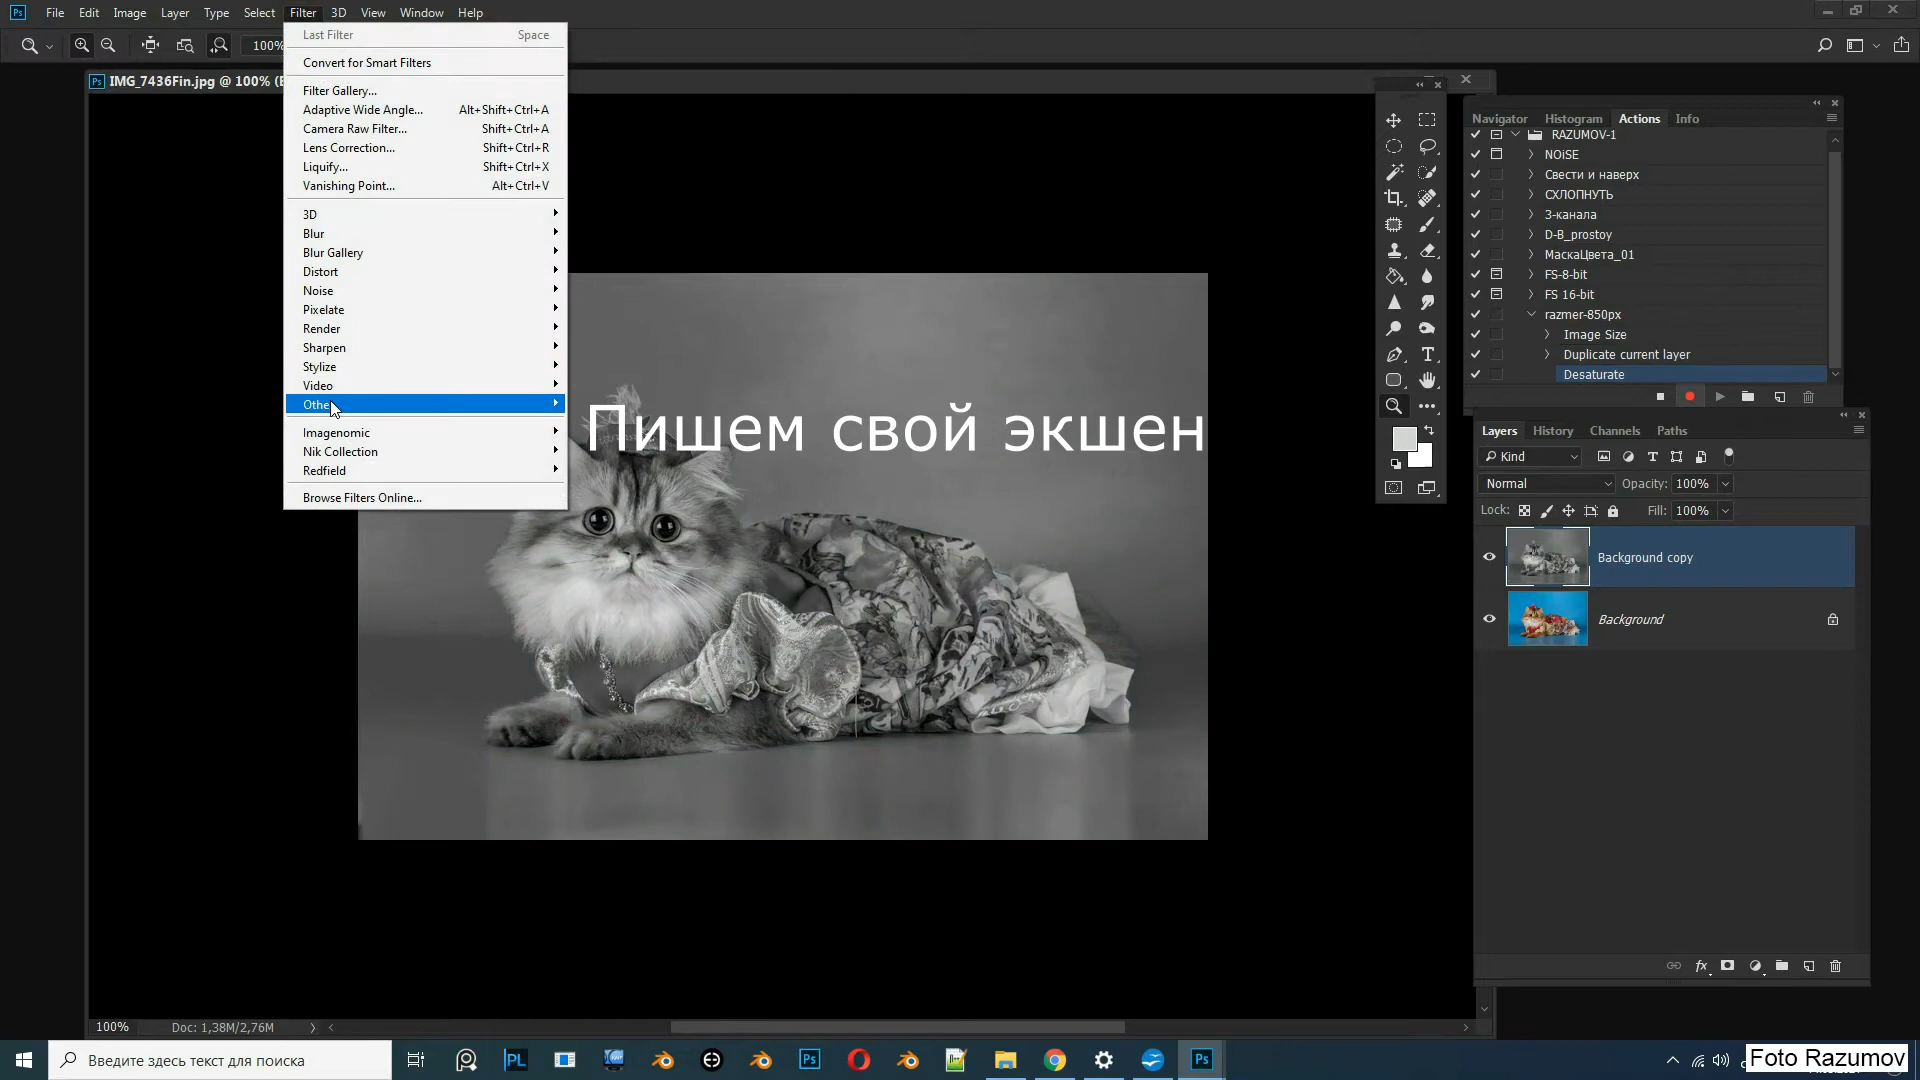 Ps File Edit Image Layer Type Select Filter 3D View Window Help
100%
Last Filter Space
Convert for Smart Filters
Filter Gallery...
Adaptive Wide Angle... Alt+Shift+Ctrl+A
Camera Raw Filter... Shift+Ctrl+A
Lens Correction... Shift+Ctrl+R
Liquify... Shift+Ctrl+X
Vanishing Point... Alt+Ctrl+V
3D
Blur
Blur Gallery
Distort
Noise
Pixelate
Render
Sharpen
Stylize
Video
Imagenomic
Nik Collection
Redfield
Browse Filters Online...
Ps IMG_7436Fin.jpg @ 100%
Пишем свой экшен
Navigator Histogram Actions Info
RAZUMOV-1
NOiSE
Свести и наверх
СХЛОПНУТЬ
3-канала
D-B_prostoy
МаскаЦвета_01
FS-8-bit
FS 16-bit
razmer-850px
Image Size
Duplicate current layer
Desaturate
Layers History Channels Paths
Kind
Normal Opacity: 100%
Lock: Fill: 100%
Background copy
Background
fx
100% Doc: 1,38M/2,76M
Введите здесь текст для поиска
PL
Ps
Ps
Foto Razumov